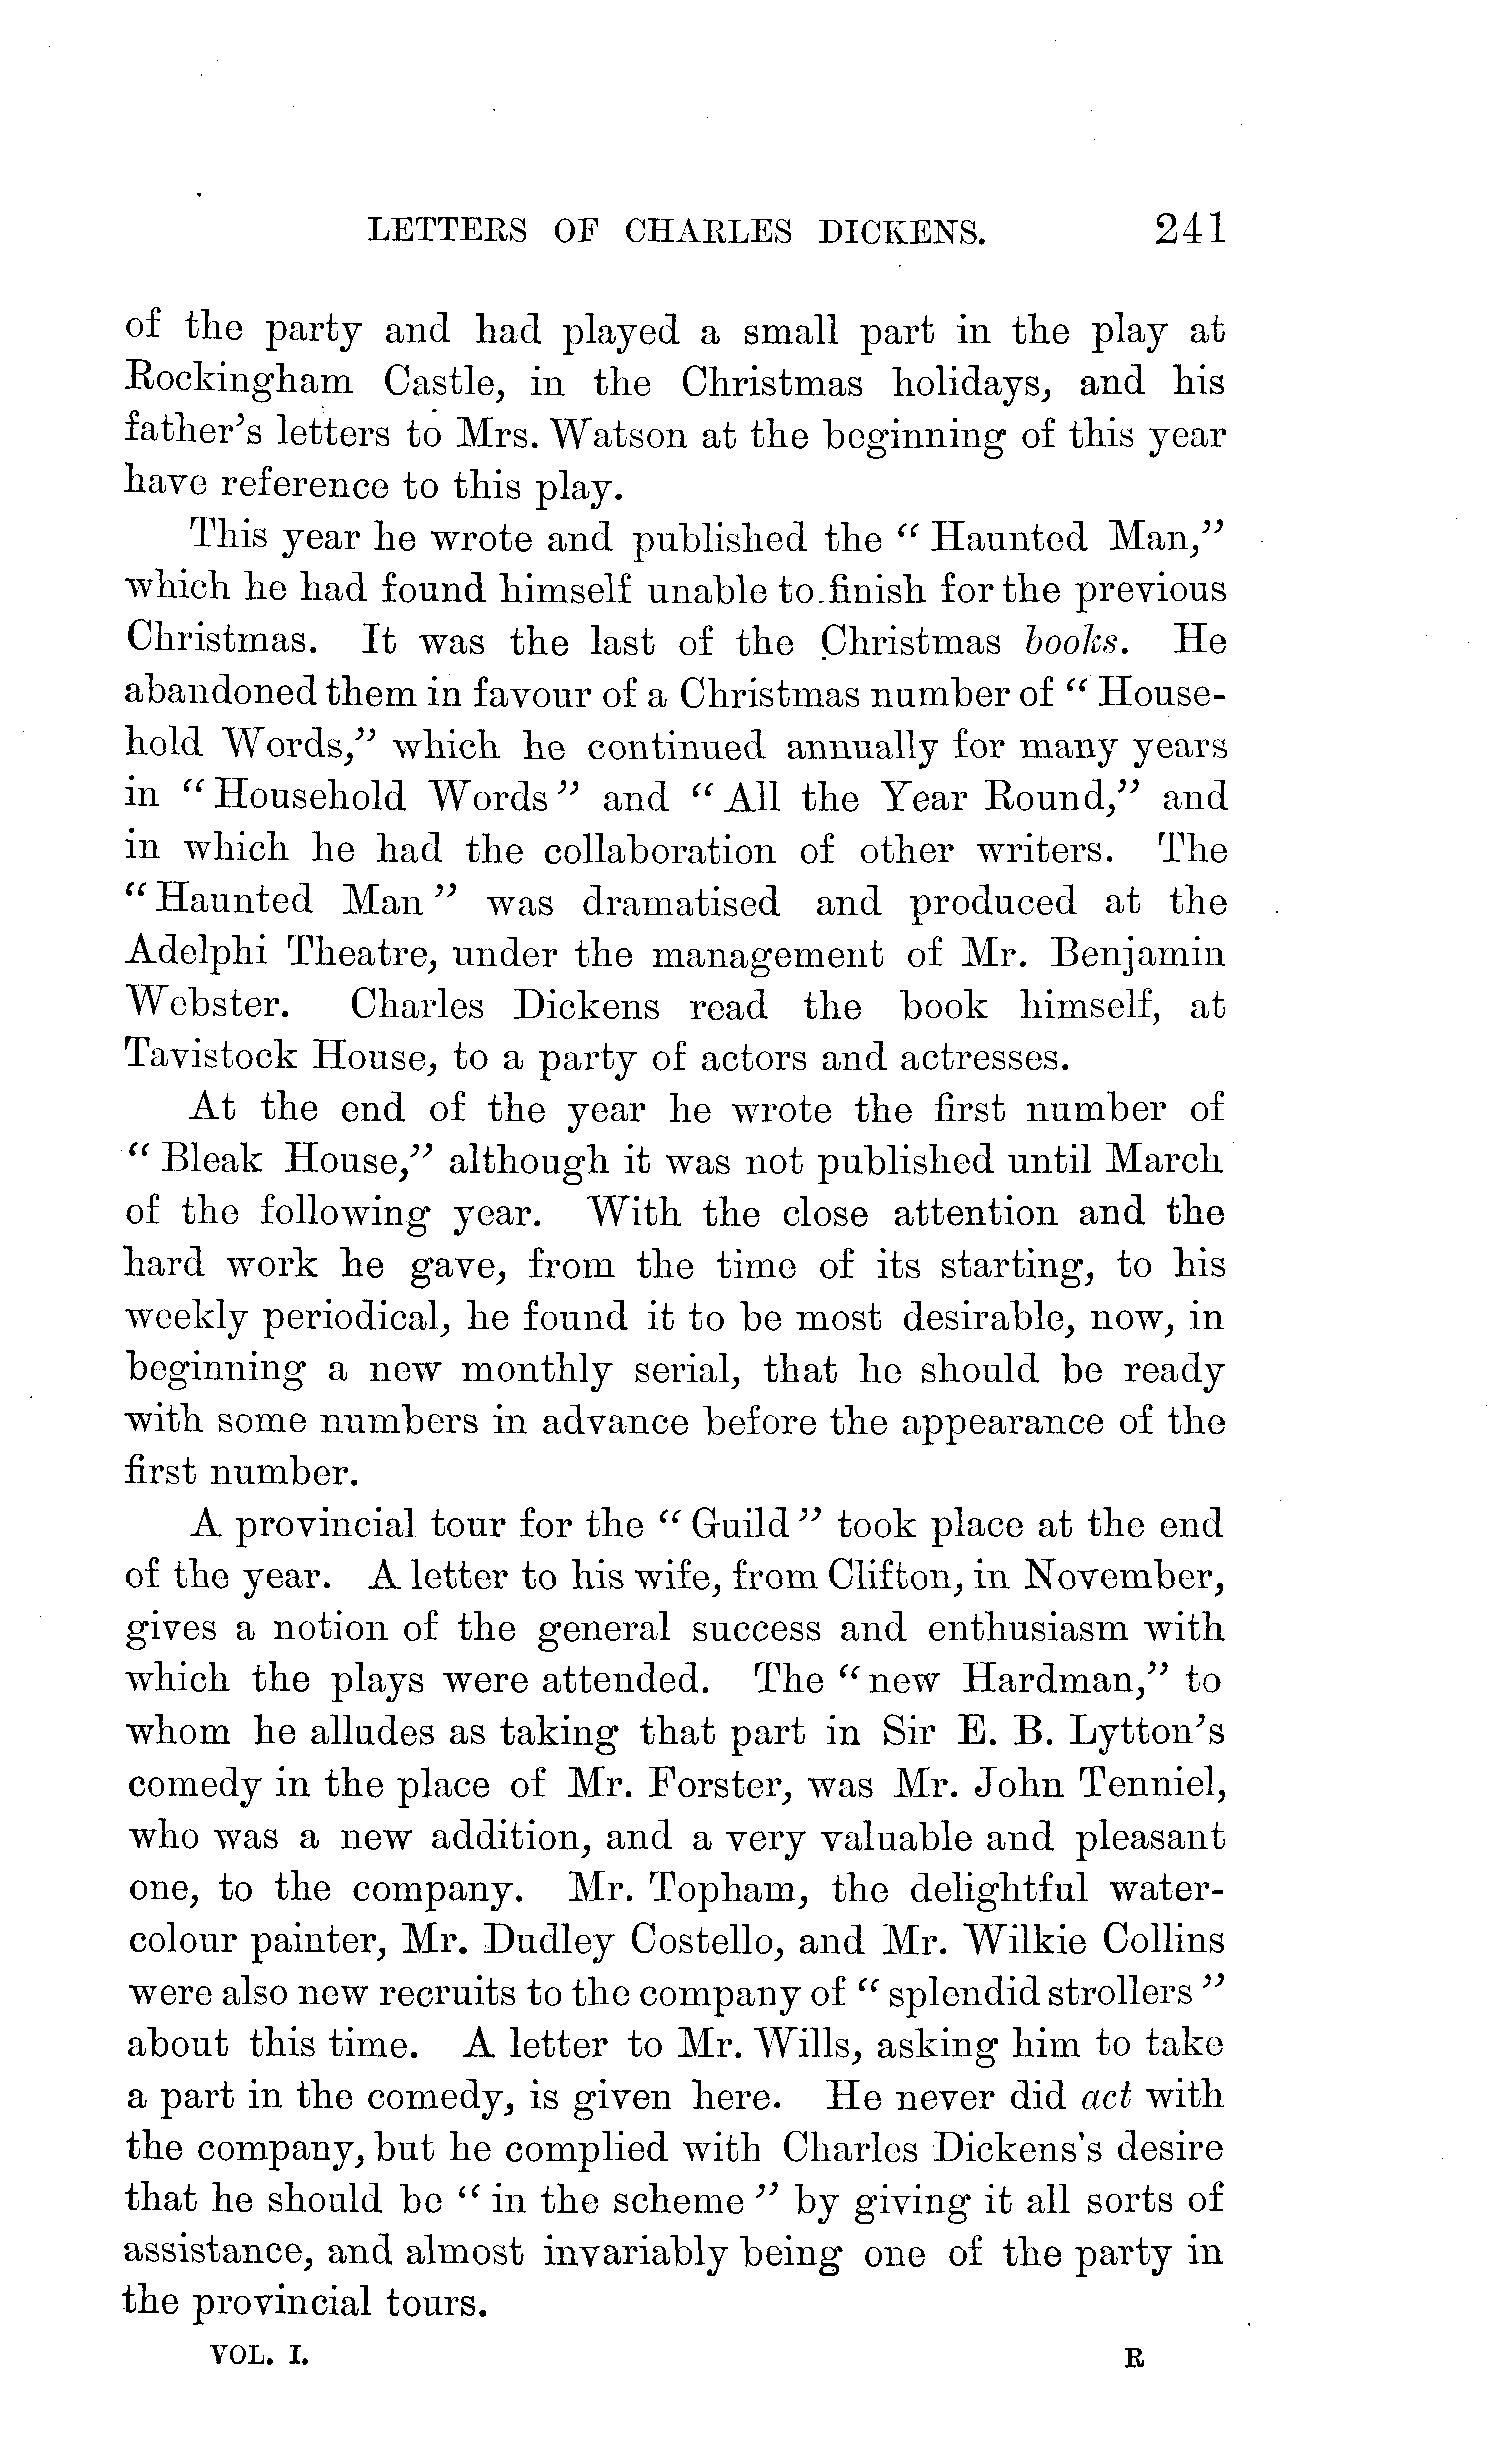 LETTERS OF CHARLES DICKENS. 241
of the party and had played a small part in the play at
Rockingham Castle, in the Christmas holidays, and his
father's letters to Mrs. Watson at the beginning of this year
have reference to this play.
This year he wrote and published the “Haunted Man,”
which he had found himself unable to finish for the previous
Christmas. It was the last of the Christmas books. He
abandoned them in favour of a Christmas number of “House-
hold Words,” which he continued annually for many years
in “Household Words” and “All the Year Round,” and
in which he had the collaboration of other writers. The
“Haunted Man” was dramatised and produced at the
Adelphi Theatre, under the management of Mr. Benjamin
Webster. Charles Dickens read the book himself, at
Tavistock House, to a party of actors and actresses.
At the end of the year he wrote the first number of
“Bleak House,” although it was not published until March
of the following year. With the close attention and the
hard work he gave, from the time of its starting, to his
weekly periodical, he found it to be most desirable, now, in
beginning a new monthly serial, that he should be ready
with some numbers in advance before the appearance of the
first number.
A provincial tour for the “Guild” took place at the end
of the year. A letter to his wife, from Clifton, in November,
gives a notion of the general success and enthusiasm with
which the plays were attended. The “new Hardman,” to
whom he alludes as taking that part in Sir E. B. Lytton's
comedy in the place of Mr. Forster, was Mr. John Tenniel,
who was a new addition, and a very valuable and pleasant
one, to the company. Mr. Topham, the delightful water-
colour painter, Mr. Dudley Costello, and Mr. Wilkie Collins
were also new recruits to the company of “splendid strollers”
about this time. A letter to Mr. Wills, asking him to take
a part in the comedy, is given here. He never did act with
the company, but he complied with Charles Dickens's desire
that he should be “in the scheme” by giving it all sorts of
assistance, and almost invariably being one of the party in
the provincial tours.
VOL. I. R